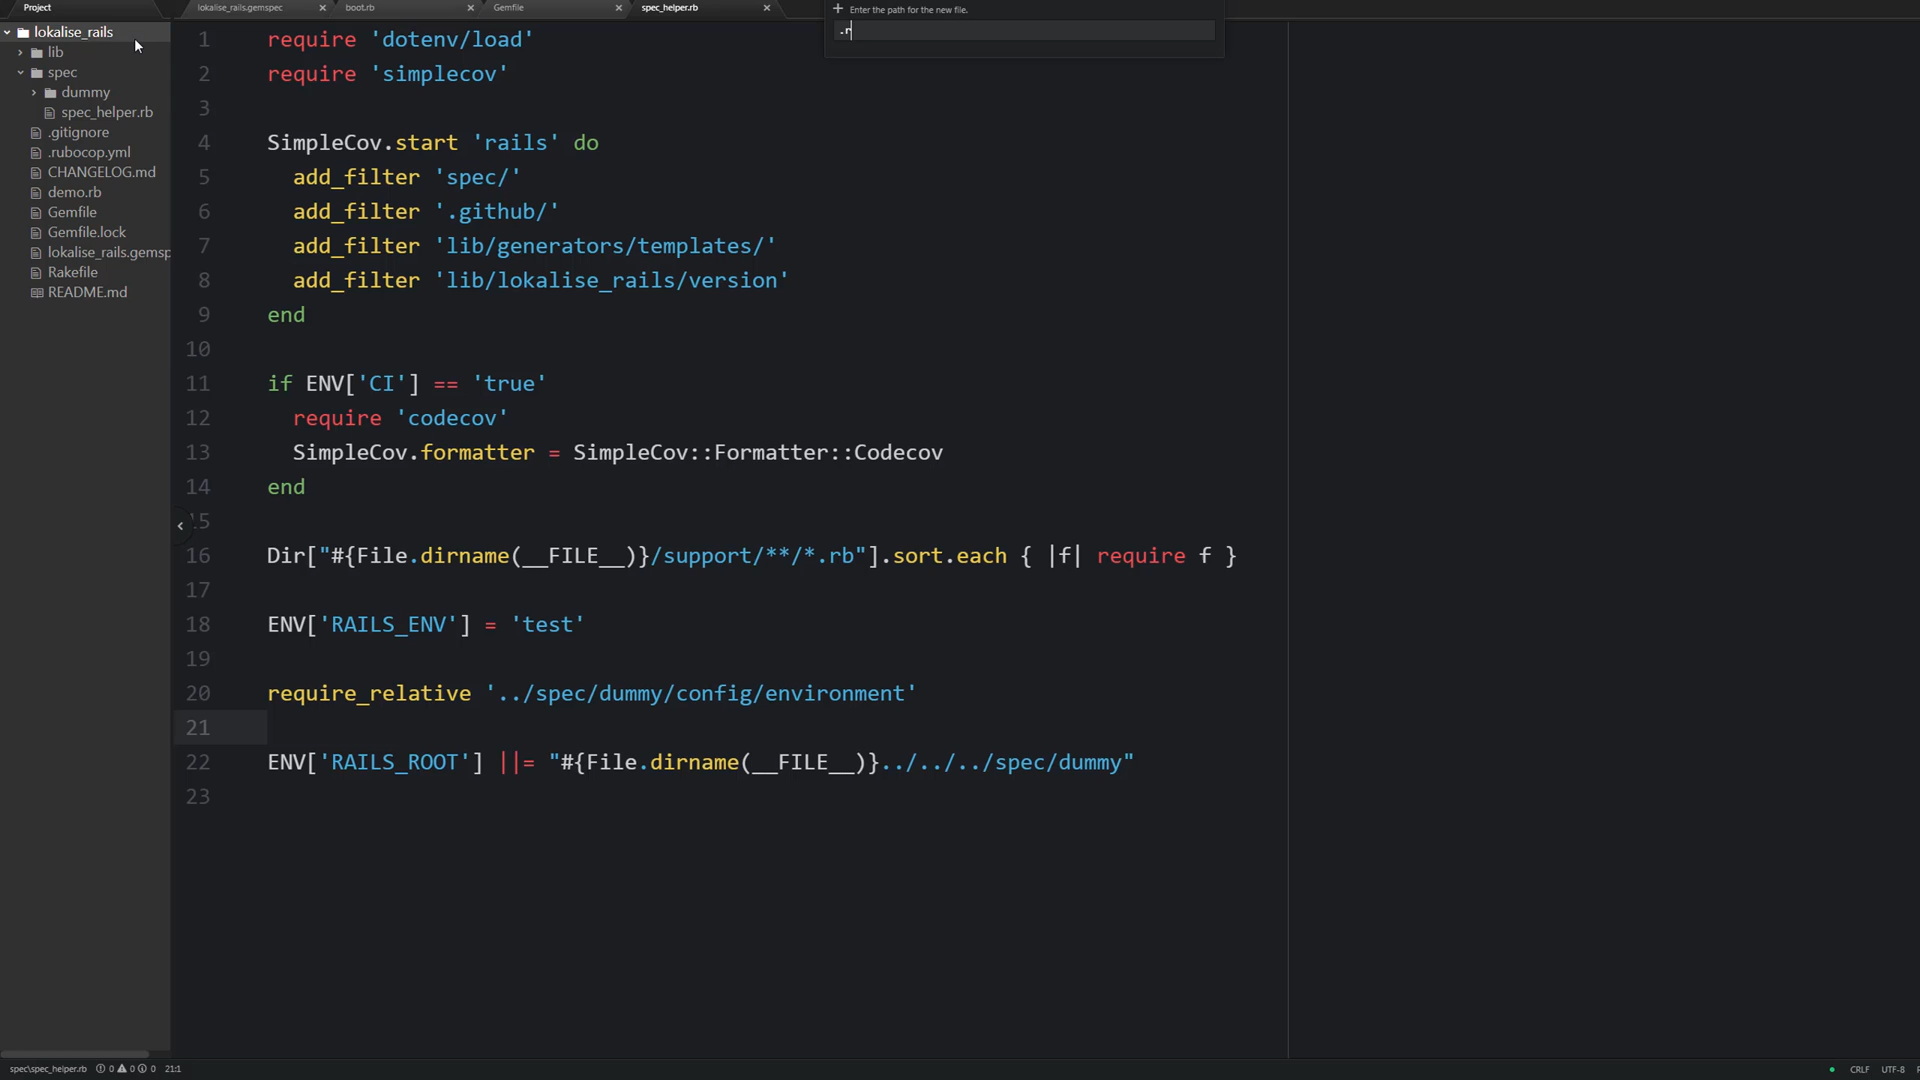 Project
lokalise_rails.gemspec
boot.rb
Gemfile
spec_helper.rb
Enter the path for the new file.
.r
lokalise_rails
lib
spec
dummy
spec_helper.rb
.gitignore
.rubocop.yml
CHANGELOG.md
demo.rb
Gemfile
Gemfile.lock
lokalise_rails.gemsp
Rakefile
README.md
1 require 'dotenv/load'
2 require 'simplecov'
3
4 SimpleCov.start 'rails' do
5 add_filter 'spec/'
6 add_filter '.github/'
7 add_filter 'lib/generators/templates/'
8 add_filter 'lib/lokalise_rails/version'
9 end
10
11 if ENV['CI'] == 'true'
12 require 'codecov'
13 SimpleCov.formatter = SimpleCov::Formatter::Codecov
14 end
15
16 Dir["#{File.dirname(__FILE__)}/support/**/*.rb"].sort.each { |f| require f }
17
18 ENV['RAILS_ENV'] = 'test'
19
20 require_relative '../spec/dummy/config/environment'
21
22 ENV['RAILS_ROOT'] ||= "#{File.dirname(__FILE__)}../../../spec/dummy"
23
spec\spec_helper.rb 0 0 0 21:1
CRLF UTF-8